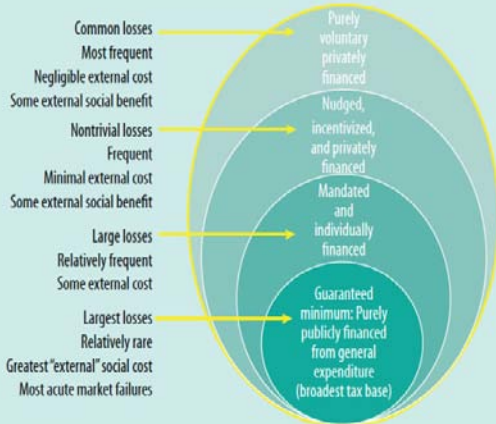 Common losses
Most frequent
Negligible external cost
Some external social benefit
Nontrivial losses
Frequent
Minimal external cost
Some external social benefit
Large losses
Relatively frequent
Some external cost
Largest losses
Relatively rare
Greatest "external" social cost
Most acute market failures
Purely
voluntary
privately
financed
Nudged,
incentivized,
and privately
financed
Mandated
and
individually
financed
Guaranteed
minimum: Purely
publicly financed
from general
expenditure
(broadest tax base)